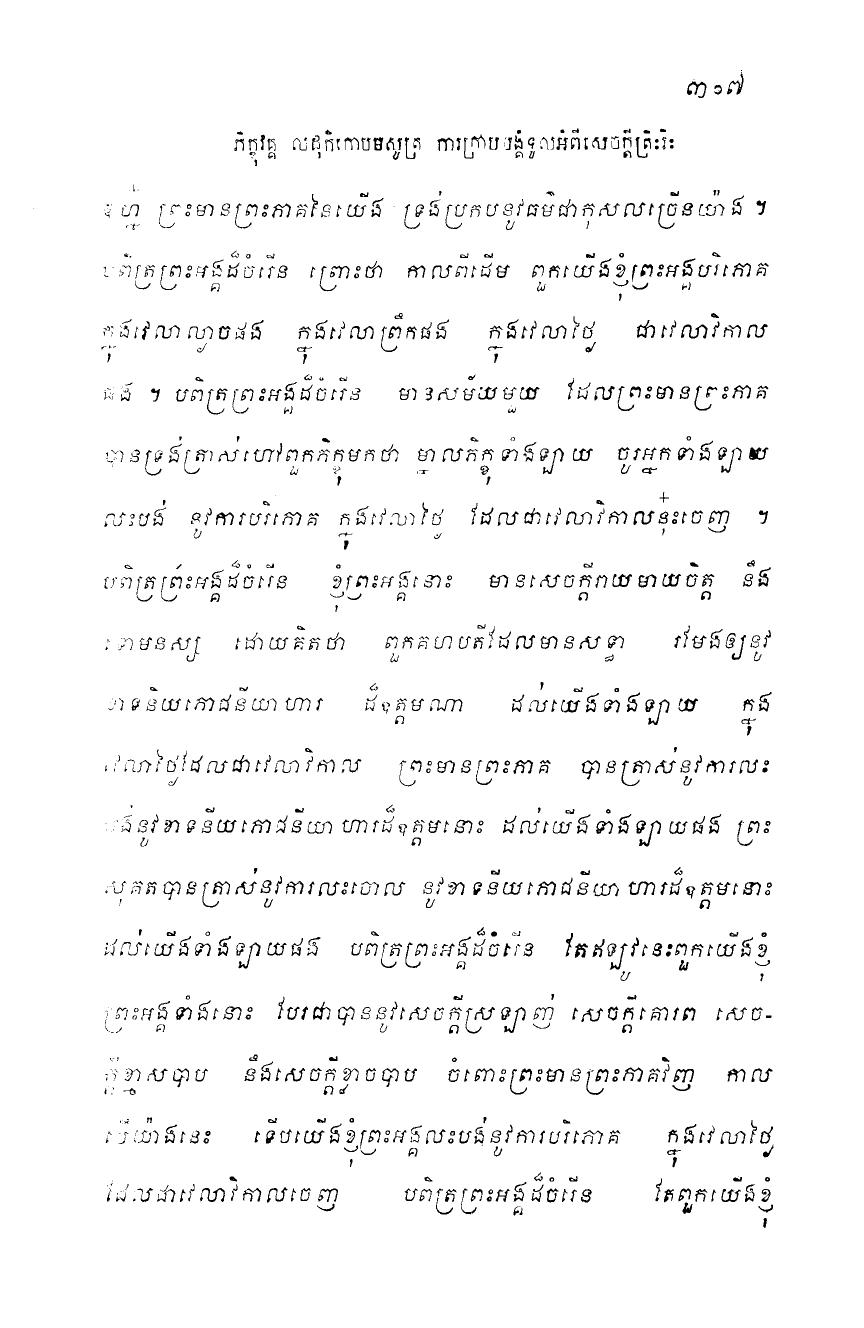 ៣១៧
ភិក្ខុវគ្គ លដុកិកោបមសូត្រ ការក្រាបបង្គំទូលអំពីសេចក្តីត្រិះរិះ
ហ្ន៎ ព្រះមានព្រះភាគនៃយើង ទ្រង់ប្រកបនូវធម៌ជាកុសលច្រើនយ៉ាង ។
បពិត្រព្រះអង្គដ៏ចំរើន ព្រោះថា កាលពីដើម ពួកយើងខ្ញុំព្រះអង្គបរិភោគ
ក្នុងវេលាល្ងាចផង ក្នុងវេលាព្រឹកផង ក្នុងវេលាថ្ងៃ ជាវេលាវិកាល
ផង ។ បពិត្រព្រះអង្គដ៏ចំរើន មានសម័យមួយ ដែលព្រះមានព្រះភាគ
បានទ្រង់ត្រាស់ហៅពួកភិក្ខុមកថា ម្នាលភិក្ខុទាំងឡាយ ចូរអ្នកទាំងឡាយ
លះបង់ នូវការបរិភោគ ក្នុងវេលាថ្ងៃ ដែលជាវេលាវិកាលនុ៎ះចេញ ។
បពិត្រព្រះអង្គដ៏ចំរើន ខ្ញុំព្រះអង្គនោះ មានសេចក្តីរាយមាយចិត្ត នឹង
ទោមនស្ស ដោយគិតថា ពួកគហបតីដែលមានសទ្ធា រមែងឲ្យនូវ
ខាទនិយភោជនីយាហារ ដ៏ឧត្តមណា ដល់យើងទាំងឡាយ ក្នុង
វេលាថ្ងៃដែលជាវេលាវិកាល ព្រះមានព្រះភាគ បានត្រាស់នូវការលះ
បង់នូវខាទនីយភោជនីយាហារដ៏ឧត្តមនោះ ដល់យើងទាំងឡាយផង ព្រះ
សុគតបានត្រាស់នូវការលះចោល នូវខាទនីយភោជនីយាហារដ៏ឧត្តមនោះ
ដល់យើងទាំងឡាយផង បពិត្រព្រះអង្គដ៏ចំរើន តែឥឡូវនេះពួកយើងខ្ញុំ
ព្រះអង្គទាំងនោះ បែរជាបាននូវសេចក្តីស្រឡាញ់ សេចក្តីគោរព សេច-
ក្តីខ្មាសបាប នឹងសេចក្តីខ្លាចបាប ចំពោះព្រះមានព្រះភាគវិញ កាល
បើយ៉ាងនេះ ទើបយើងខ្ញុំព្រះអង្គលះបង់នូវការបរិភោគ ក្នុងវេលាថ្ងៃ
ដែលជាវេលាវិកាលចេញ បពិត្រព្រះអង្គដ៏ចំរើន តែពួកយើងខ្ញុំ